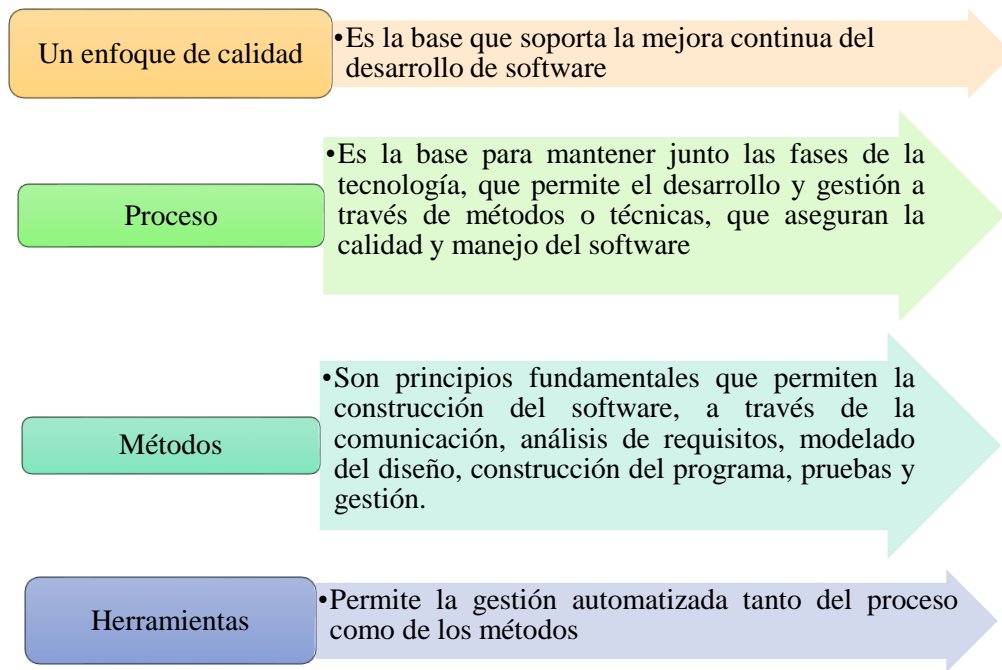 Un enfoque de calidad
•Es la base que soporta la mejora continua del
desarrollo de software
Proceso
•Es la base para mantener junto las fases de la
tecnología, que permite el desarrollo y gestión a
través de métodos o técnicas, que aseguran la
calidad y manejo del software
Métodos
•Son principios fundamentales que permiten la
construcción del software, a través de la
comunicación, análisis de requisitos, modelado
del diseño, construcción del programa, pruebas y
gestión.
Herramientas
•Permite la gestión automatizada tanto del proceso
como de los métodos